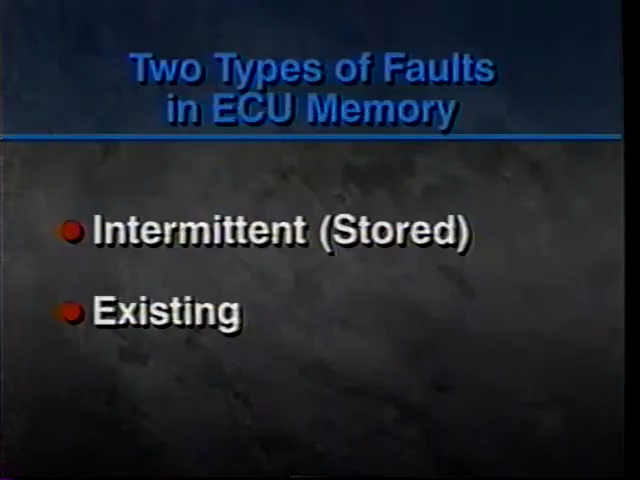 Two Types of Faults
in ECU Memory
Intermittent (Stored)
Existing